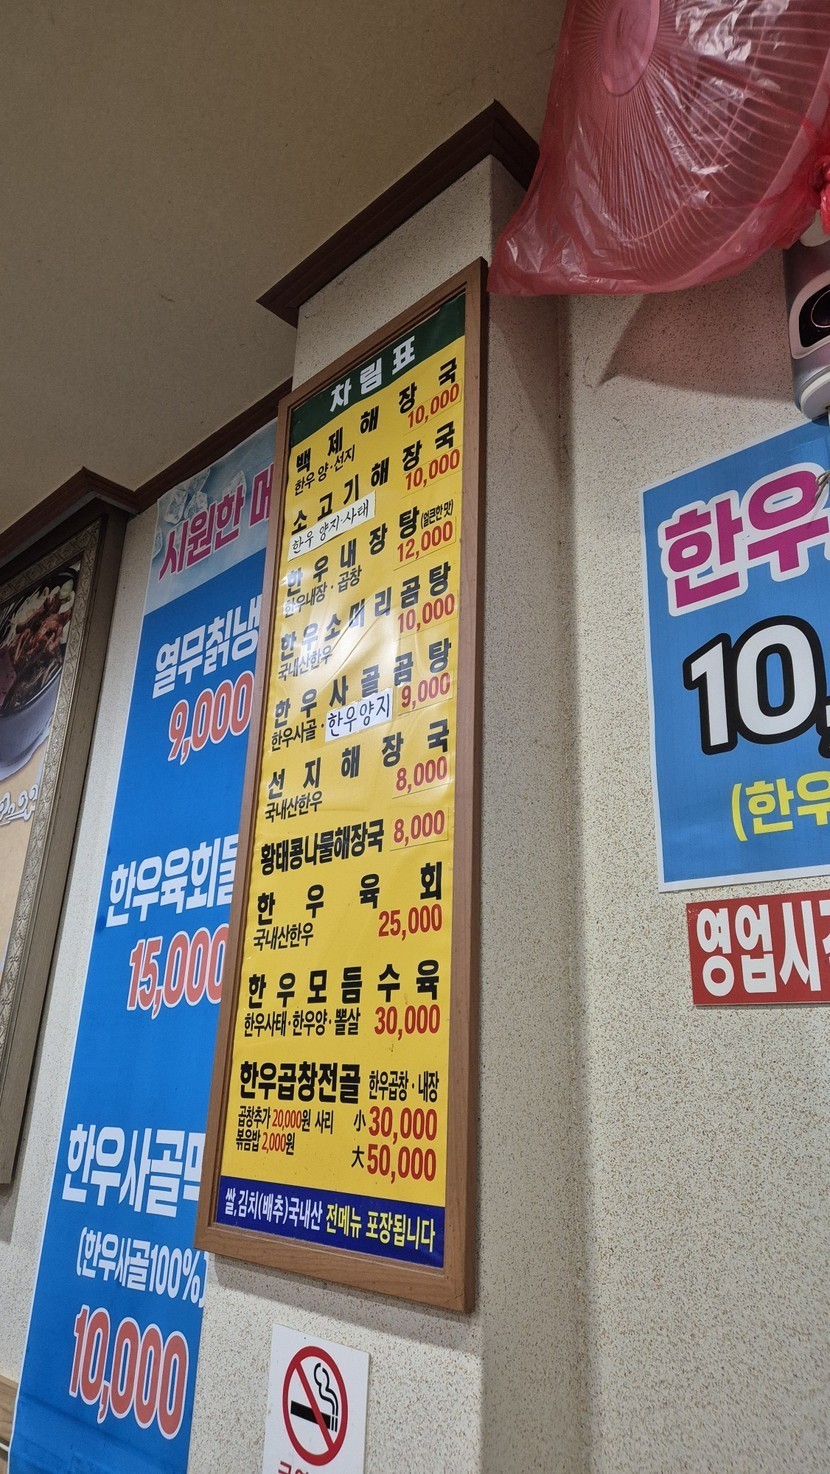 차림표
백제해장국
한우 양·선지
10,000
소고기해장국
한우 양지·사태
10,000
한우내장탕(얼큰한맛)
한우내장·곱창
12,000
한우소머리곰탕
국내산한우
10,000
한우사골곰탕
한우사골·한우양지
9,000
선지해장국
국내산한우
8,000
황태콩나물해장국 8,000
한우육회
국내산한우
25,000
한우모듬수육
한우사태·한우양·뽈살 30,000
한우곱창전골 한우곱창·내장
곱창추가 20,000원 사리 小 30,000
볶음밥 2,000원
大 50,000
쌀,김치(배추)국내산 전메뉴 포장됩니다
시원한
열무칡냉
9,000
한우육회
15,000
한우사골
(한우사골100%)
10,000
한우
10,
(한우
영업시